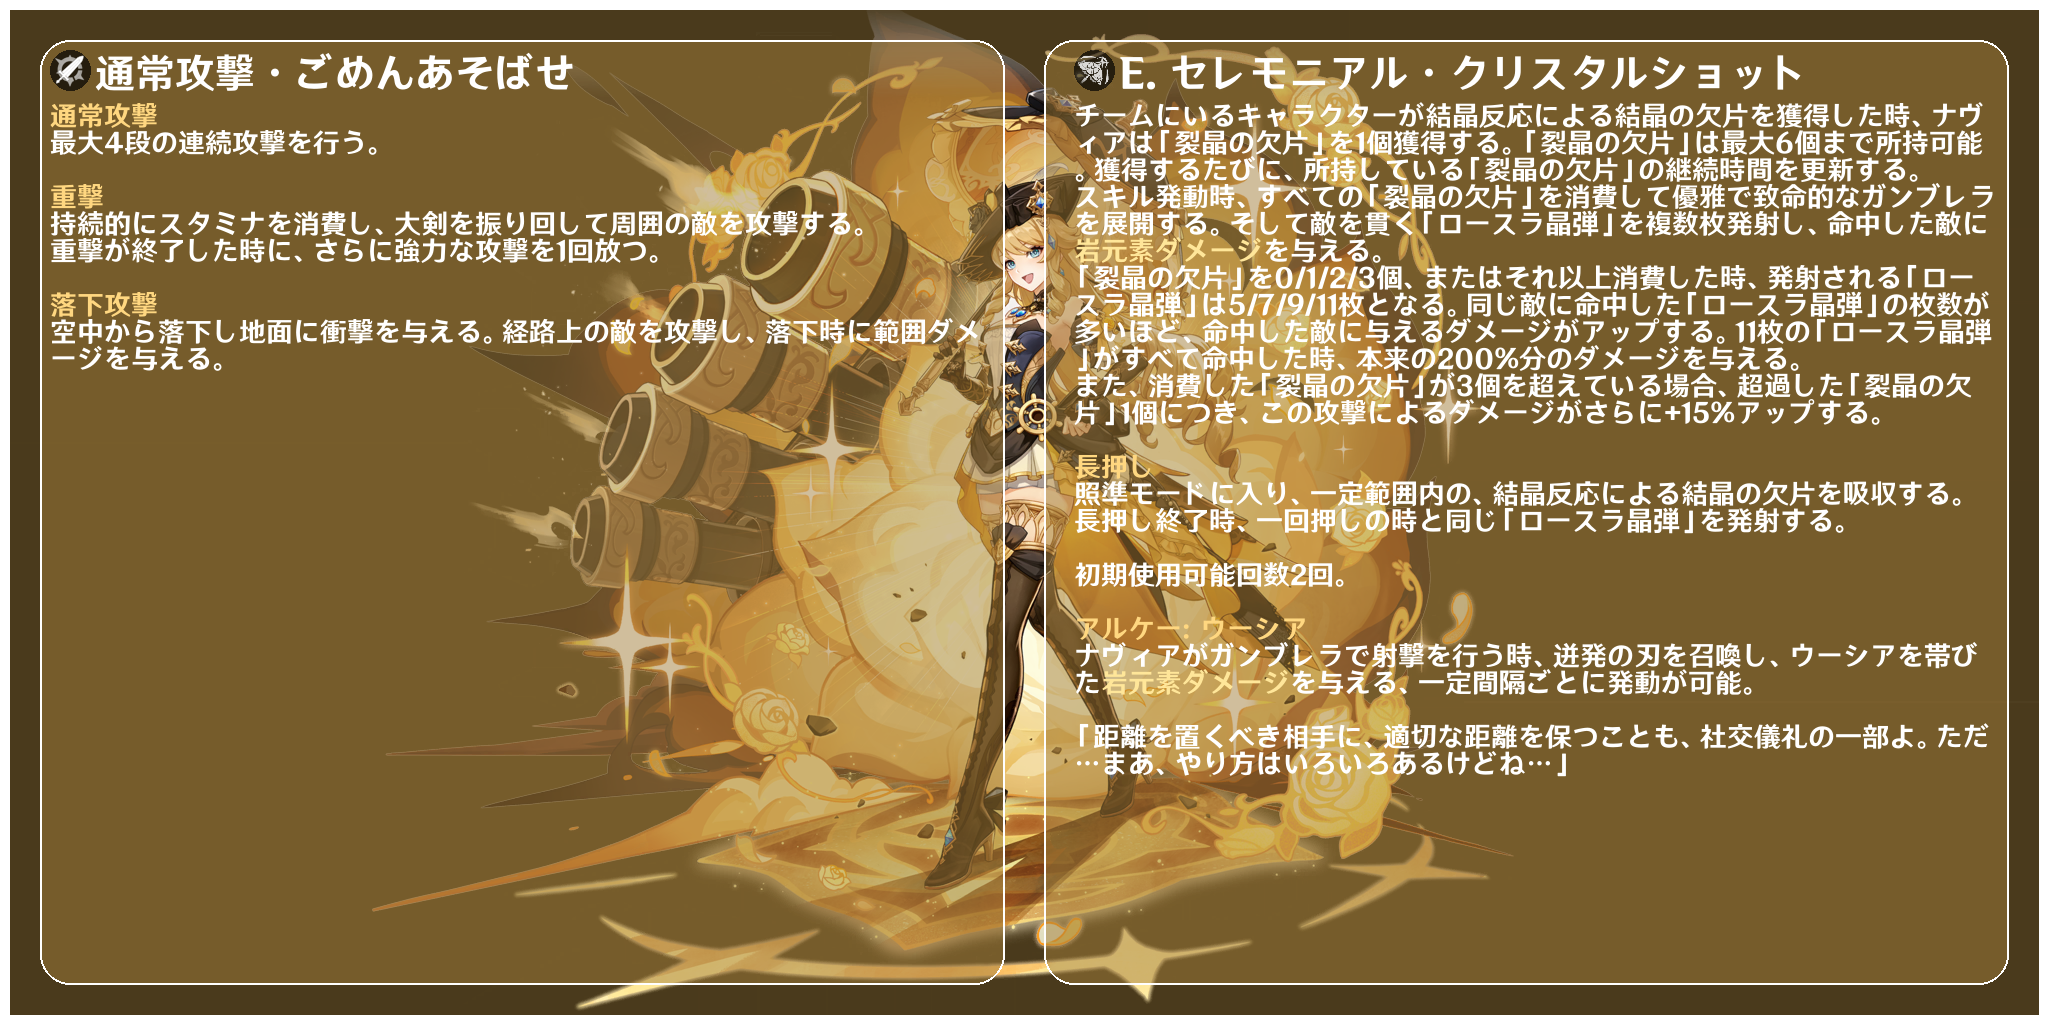 通常攻撃・ごめんあそばせ
通常攻撃
最大4段の連続攻撃を行う。
重撃
持続的にスタミナを消費し、大剣を振り回して周囲の敵を攻撃する。
重撃が終了した時に、さらに強力な攻撃を1回放つ。
落下攻撃
空中から落下し地面に衝撃を与える。経路上の敵を攻撃し、落下時に範囲ダメ
ージを与える。
E. セレモニアル・クリスタルショット
チームにいるキャラクターが結晶反応による結晶の欠片を獲得した時、ナヴ
ィアは「裂晶の欠片」を1個獲得する。「裂晶の欠片」は最大6個まで所持可能
。獲得するたびに、所持している「裂晶の欠片」の継続時間を更新する。
スキル発動時、すべての「裂晶の欠片」を消費して優雅で致命的なガンブレラ
を展開する。そして敵を貫く「ロースラ晶弾」を複数枚発射し、命中した敵に
岩元素ダメージを与える。
「裂晶の欠片」を0/1/2/3個、またはそれ以上消費した時、発射される「ロー
スラ晶弾」は5/7/9/11枚となる。同じ敵に命中した「ロースラ晶弾」の枚数が
多いほど、命中した敵に与えるダメージがアップする。11枚の「ロースラ晶弾
」がすべて命中した時、本来の200%分のダメージを与える。
また、消費した「裂晶の欠片」が3個を超えている場合、超過した「裂晶の欠
片」1個につき、この攻撃によるダメージがさらに+15%アップする。
長押し
照準モードに入り、一定範囲内の、結晶反応による結晶の欠片を吸収する。
長押し終了時、一回押しの時と同じ「ロースラ晶弾」を発射する。
初期使用可能回数2回。
アルケー: ウーシア
ナヴィアがガンブレラで射撃を行う時、迸発の刃を召喚し、ウーシアを帯び
た岩元素ダメージを与える、一定間隔ごとに発動が可能。
「距離を置くべき相手に、適切な距離を保つことも、社交儀礼の一部よ。ただ
…まあ、やり方はいろいろあるけどね…」